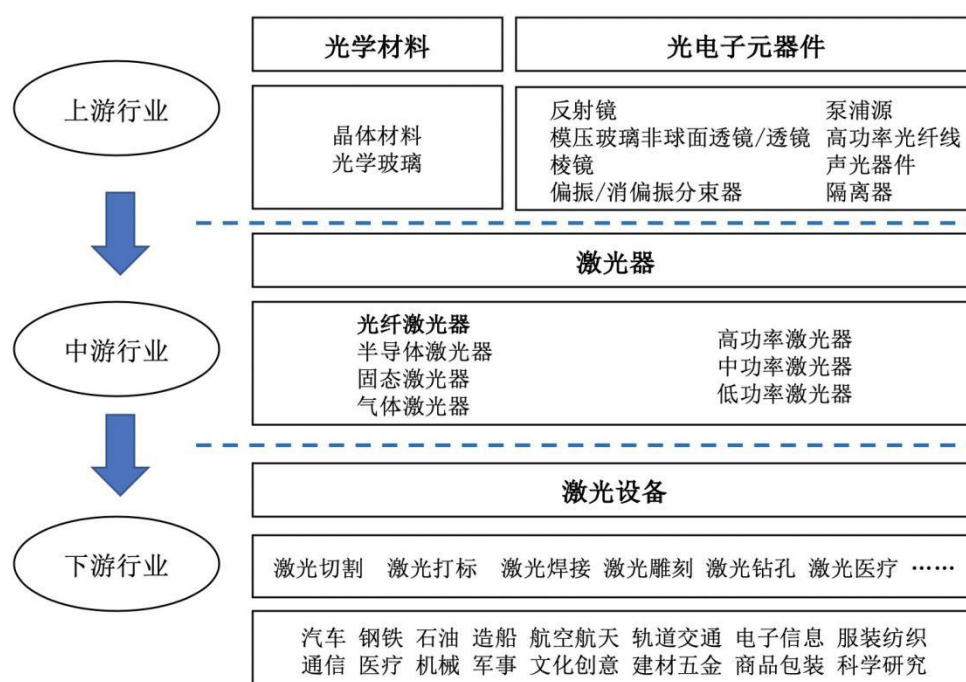 光学材料
光电子元器件
上游行业
晶体材料
光学玻璃
反射镜
模压玻璃非球面透镜/透镜
棱镜
偏振/消偏振分束器
泵浦源
高功率光纤线
声光器件
隔离器
激光器
中游行业
光纤激光器
半导体激光器
固态激光器
气体激光器
高功率激光器
中功率激光器
低功率激光器
激光设备
下游行业
激光切割 激光打标 激光焊接 激光雕刻 激光钻孔 激光医疗 ……
汽车 钢铁 石油 造船 航空航天 轨道交通 电子信息 服装纺织
通信 医疗 机械 军事 文化创意 建材五金 商品包装 科学研究